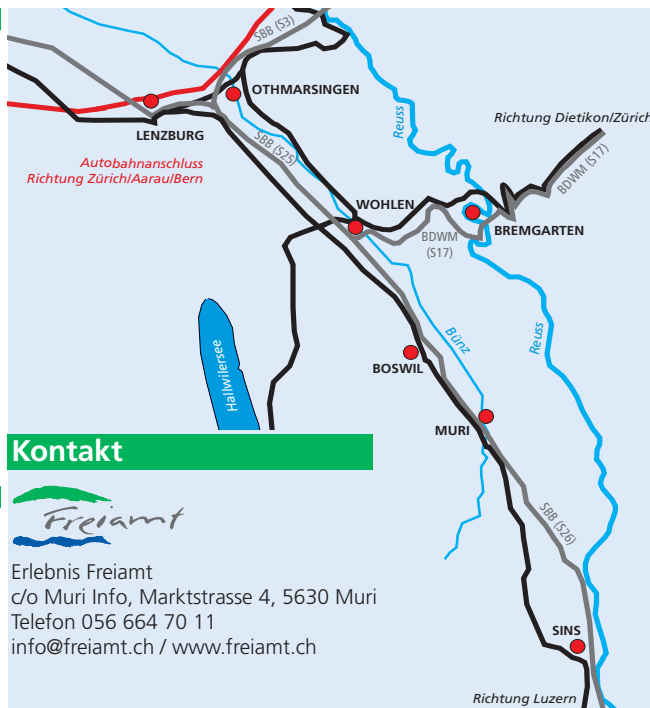 SBB (S3)
OTHMARSINGEN
Reuss
Richtung Dietikon/Zürich
LENZBURG
SBB (S25)
Autobahnanschluss
Richtung Zürich/Aarau/Bern
BDWM (S17)
WOHLEN
BREMGARTEN
BDWM
(S17)
Hallwilersee
Bünz
Reuss
BOSWIL
MURI
Kontakt
Freiamt
SBB (S26)
Erlebnis Freiamt
c/o Muri Info, Marktstrasse 4, 5630 Muri
Telefon 056 664 70 11
info@freiamt.ch / www.freiamt.ch
SINS
Richtung Luzern